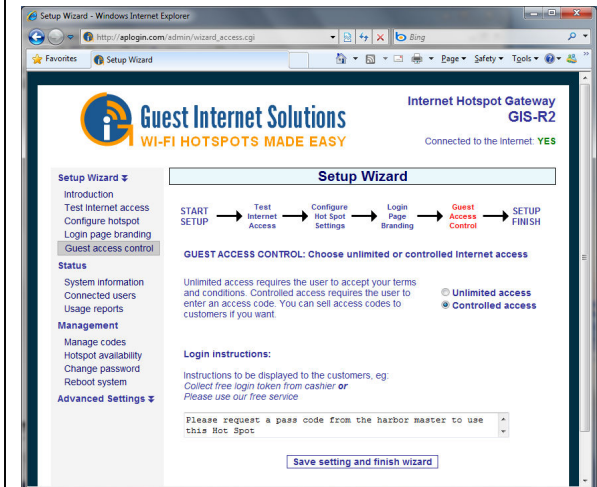 Setup Wizard - Windows Internet Explorer
http://aplogin.com/admin/wizard_access.cgi
Bing
Favorites
Setup Wizard
Page
Safety
Tools
Guest Internet Solutions
WI-FI HOTSPOTS MADE EASY
Internet Hotspot Gateway
GIS-R2
Connected to the Internet: YES
Setup Wizard
Introduction
Test Internet access
Configure hotspot
Login page branding
Guest access control
Status
System information
Connected users
Usage reports
Management
Manage codes
Hotspot availability
Change password
Reboot system
Advanced Settings
Setup Wizard
START
SETUP
Test
Internet
Access
Configure
Hot Spot
Settings
Login
Page
Branding
Guest
Access
Control
SETUP
FINISH
GUEST ACCESS CONTROL: Choose unlimited or controlled Internet access
Unlimited access requires the user to accept your terms
and conditions. Controlled access requires the user to
enter an access code. You can sell access codes to
customers if you want.
Unlimited access
Controlled access
Login instructions:
Instructions to be displayed to the customers, eg:
Collect free login token from cashier or
Please use our free service
Please request a pass code from the harbor master to use
this Hot Spot
Save setting and finish wizard